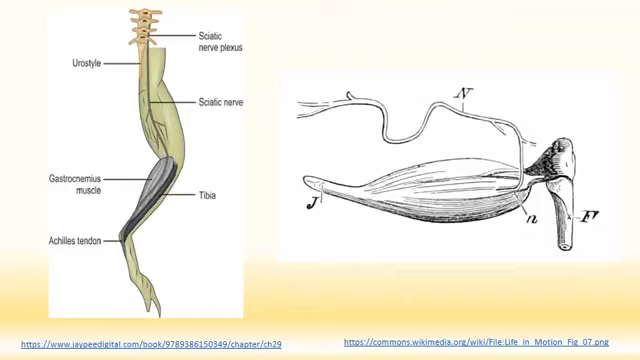 Sciatic
nerve plexus
Urostyle
Sciatic nerve
Gastrocnemius
muscle
Tibia
Achilles tendon
N
J
n
F
https://www.jaypeedigital.com/book/9789386150349/chapter/ch29
https://commons.wikimedia.org/wiki/File:Life_in_Motion_Fig_07.png